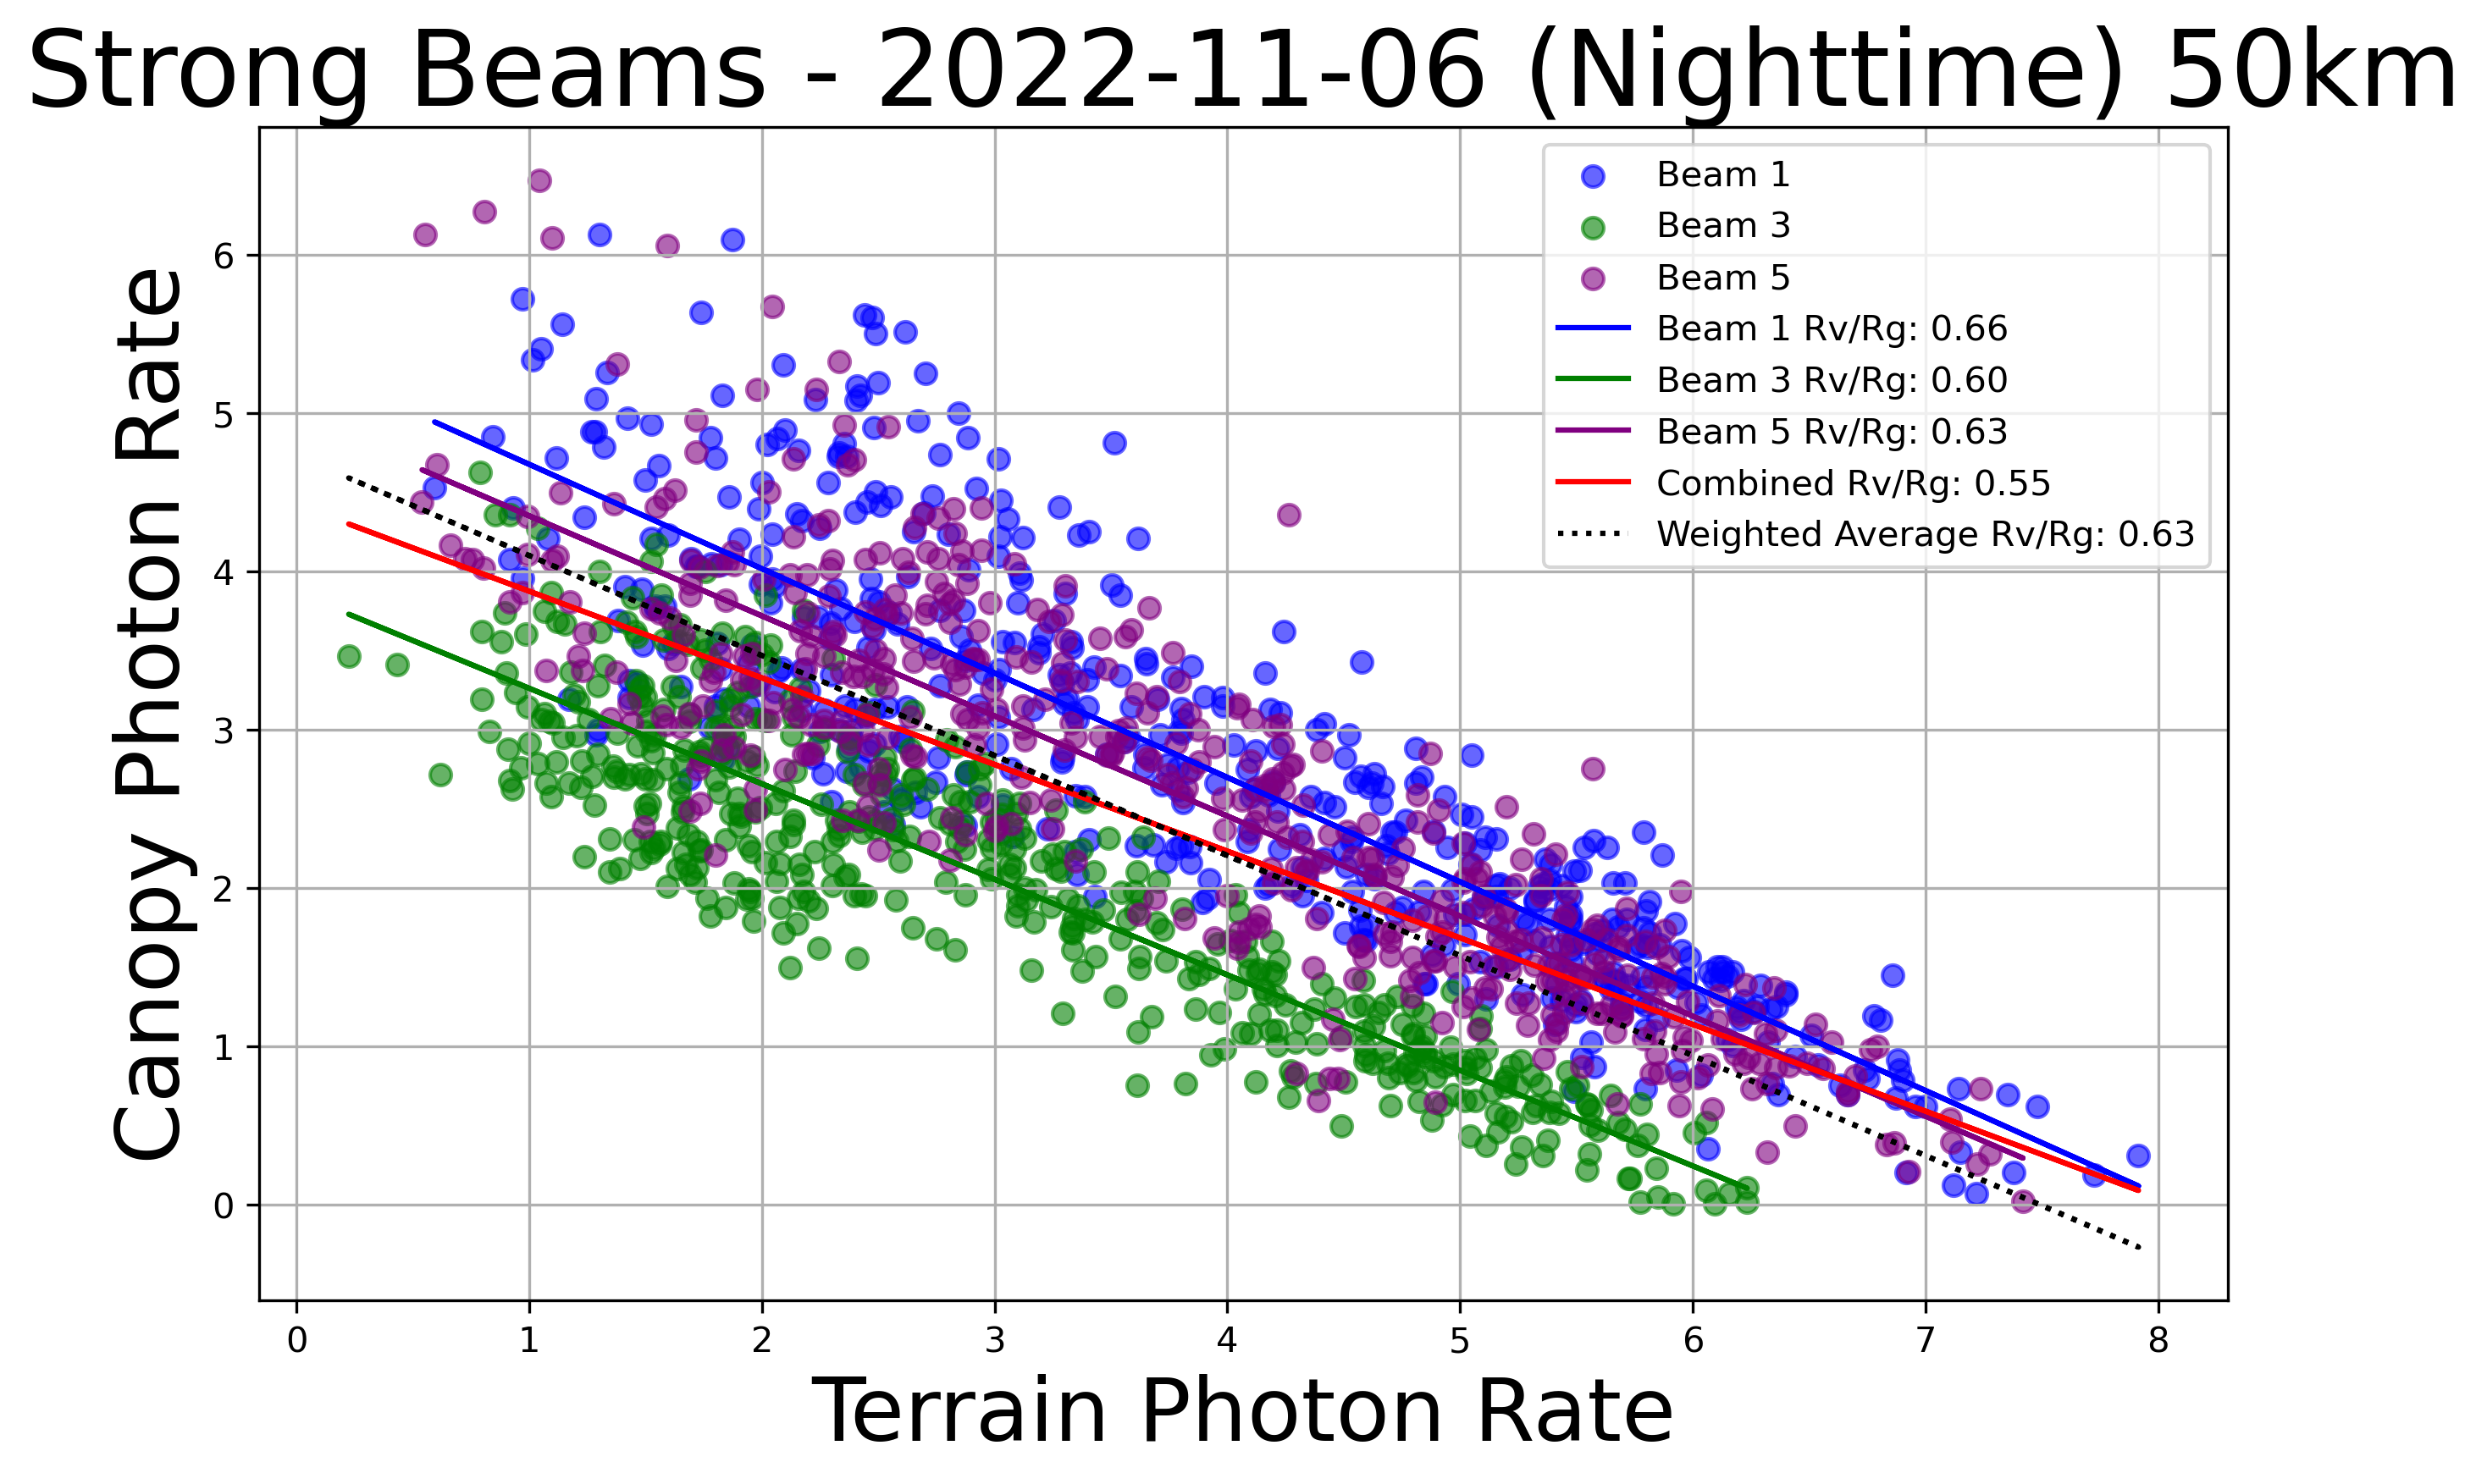 Strong Beams - 2022-11-06 (Nighttime) 50km
Beam 1
Beam 3
Beam 5
Beam 1 Rv/Rg: 0.66
Beam 3 Rv/Rg: 0.60
Beam 5 Rv/Rg: 0.63
Combined Rv/Rg: 0.55
Weighted Average Rv/Rg: 0.63
Canopy Photon Rate
6
5
4
3
2
1
0
0 1 2 3 4 5 6 7 8
Terrain Photon Rate